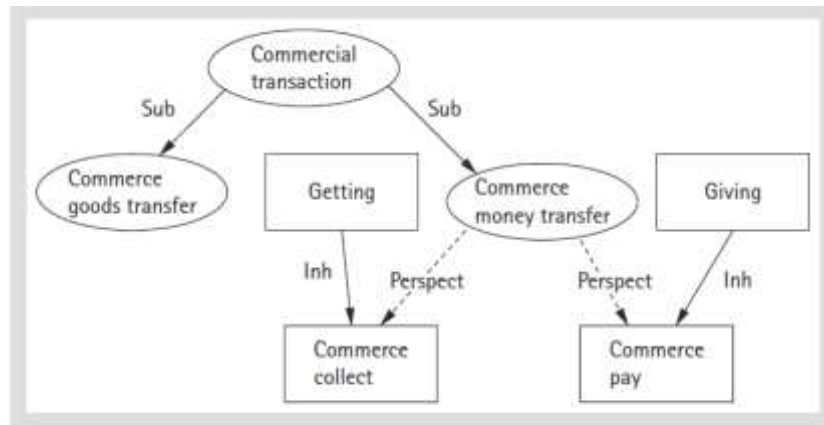 Commercial
transaction
Sub
Sub
Commerce
goods transfer
Getting
Commerce
money transfer
Giving
Inh
Perspect
Perspect
Inh
Commerce
collect
Commerce
pay